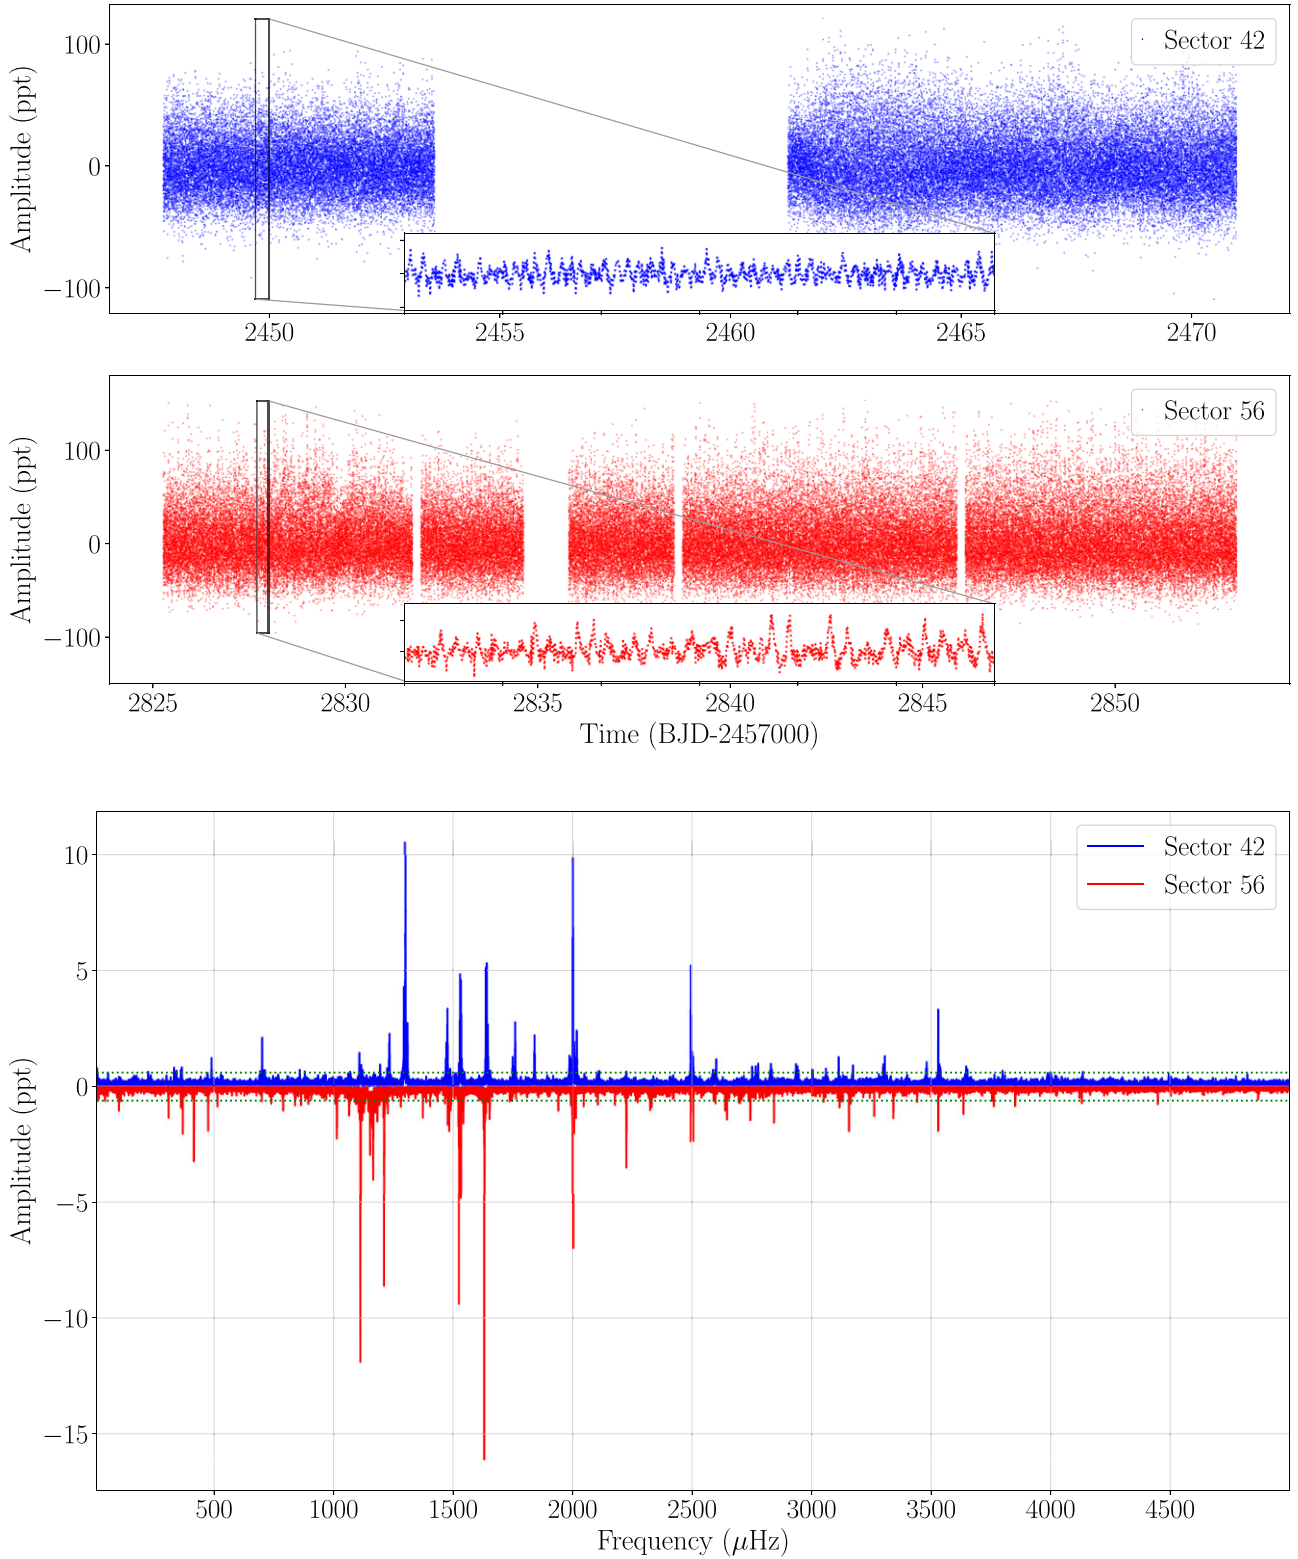 Amplitude (ppt)
100
0
−100
Sector 42
2450 2455 2460 2465 2470
Amplitude (ppt)
100
0
−100
Sector 56
2825 2830 2835 2840 2845 2850
Time (BJD-2457000)
Amplitude (ppt)
10
5
0
−5
−10
−15
Sector 42
Sector 56
500 1000 1500 2000 2500 3000 3500 4000 4500
Frequency (μHz)